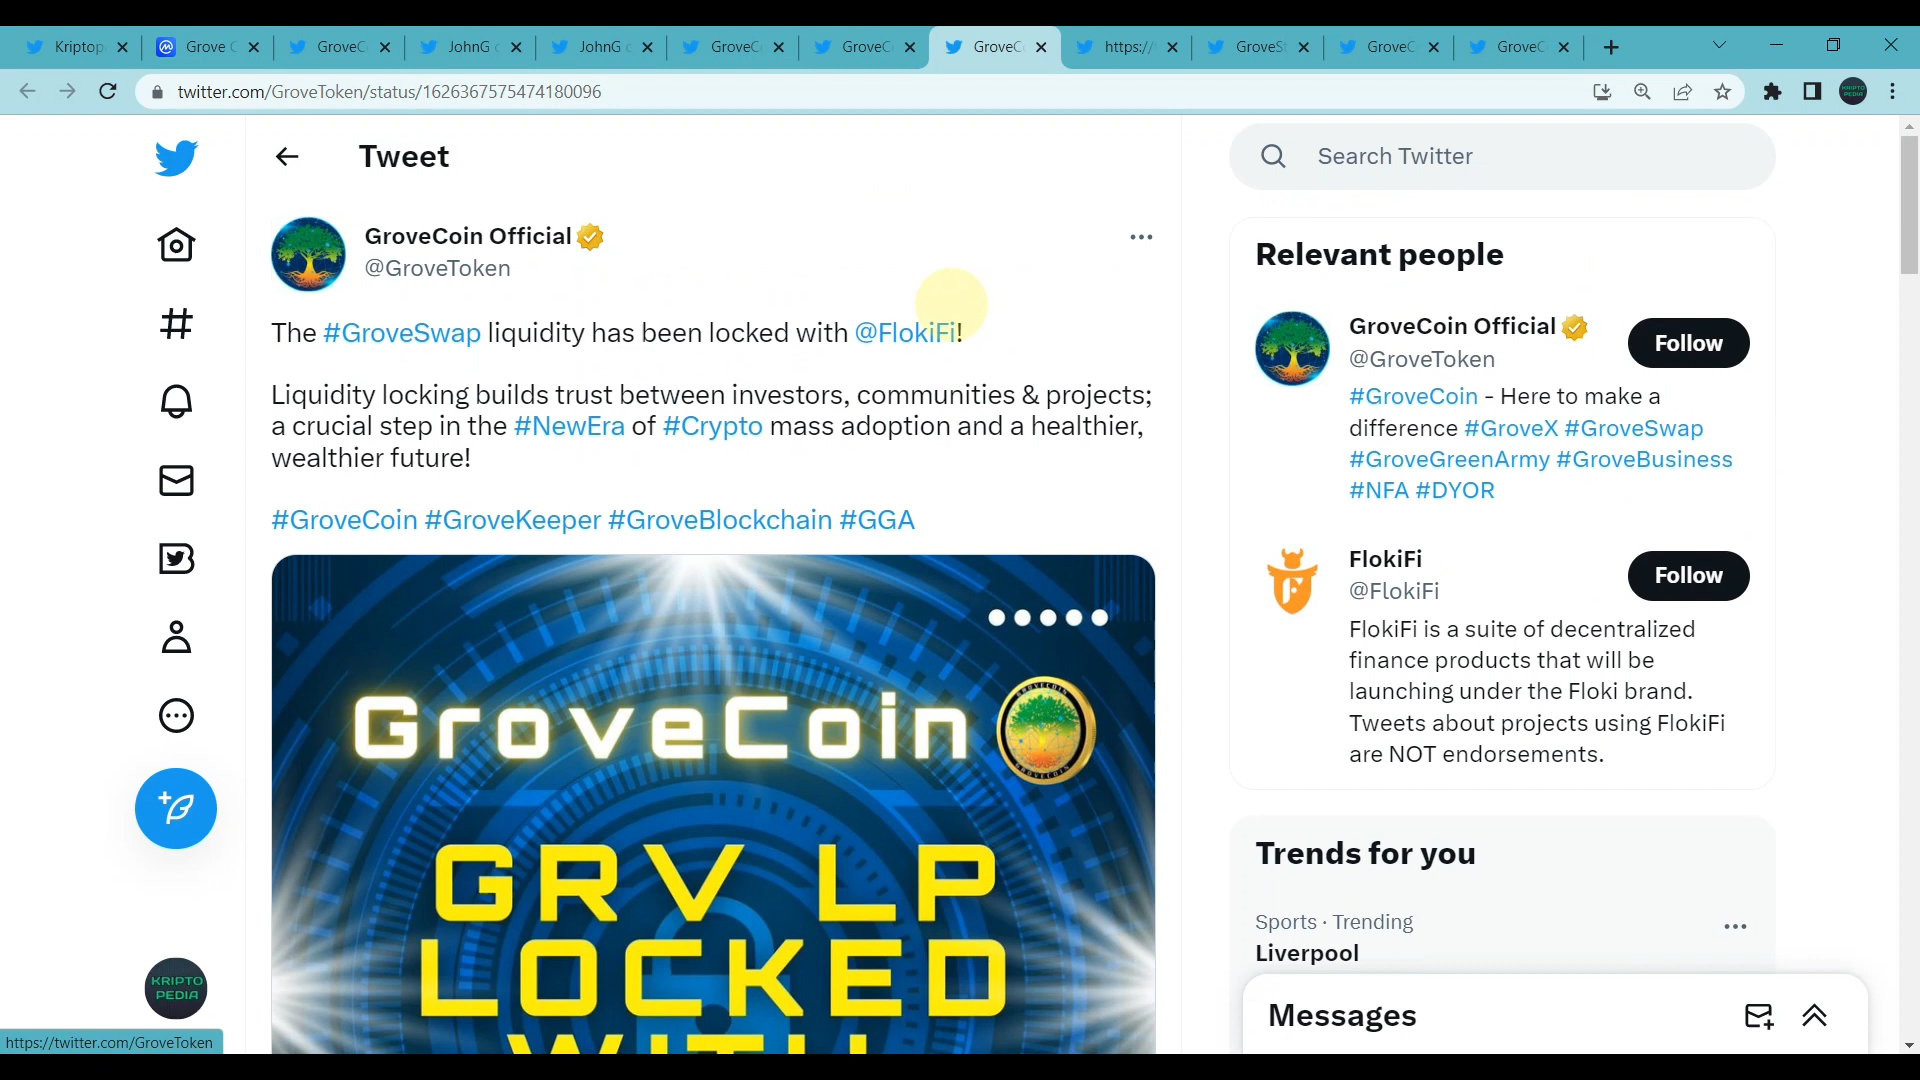 Kriptop
Grove C
GroveC
JohnG
JohnG
GroveC
GroveC
GroveC
https://
GroveS
GroveC
GroveC
twitter.com/GroveToken/status/1626367575474180096
Tweet
Search Twitter
GroveCoin Official
@GroveToken
The #GroveSwap liquidity has been locked with @FlokiFi!
Liquidity locking builds trust between investors, communities & projects;
a crucial step in the #NewEra of #Crypto mass adoption and a healthier,
wealthier future!
#GroveCoin #GroveKeeper #GroveBlockchain #GGA
GroveCoin
GROVECOIN
GRV LP
LOCKED
WITH
Relevant people
GroveCoin Official
@GroveToken
Follow
#GroveCoin - Here to make a
difference #GroveX #GroveSwap
#GroveGreenArmy #GroveBusiness
#NFA #DYOR
FlokiFi
@FlokiFi
Follow
FlokiFi is a suite of decentralized
finance products that will be
launching under the Floki brand.
Tweets about projects using FlokiFi
are NOT endorsements.
Trends for you
Sports · Trending
Liverpool
Messages
KRIPTO
PEDIA
https://twitter.com/GroveToken